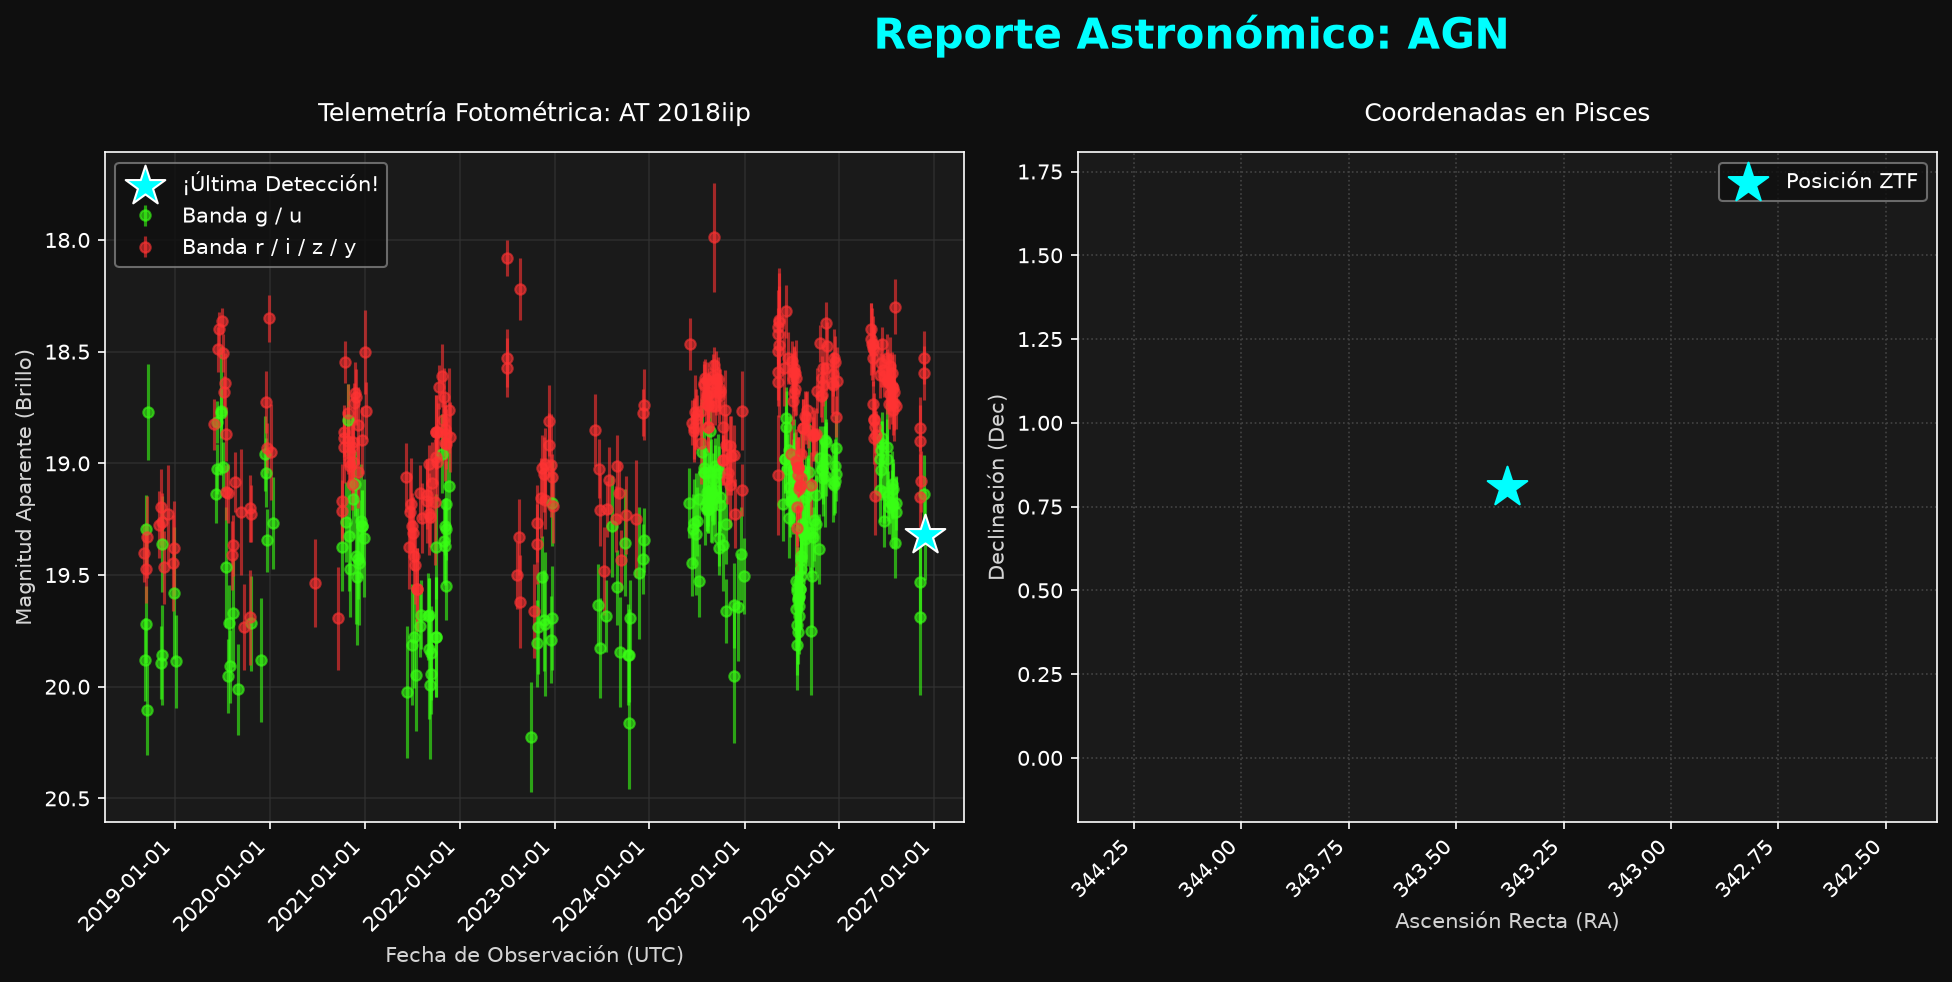 Reporte Astronómico: AGN
Telemetría Fotométrica: AT 2018iip
¡Última Detección!
Banda g / u
Banda r / i / z / y
Magnitud Aparente (Brillo)
18.0
18.5
19.0
19.5
20.0
20.5
2019-01-01
2020-01-01
2021-01-01
2022-01-01
2023-01-01
2024-01-01
2025-01-01
2026-01-01
2027-01-01
Fecha de Observación (UTC)
Coordenadas en Pisces
Posición ZTF
Declinación (Dec)
1.75
1.50
1.25
1.00
0.75
0.50
0.25
0.00
344.25
344.00
343.75
343.50
343.25
343.00
342.75
342.50
Ascensión Recta (RA)